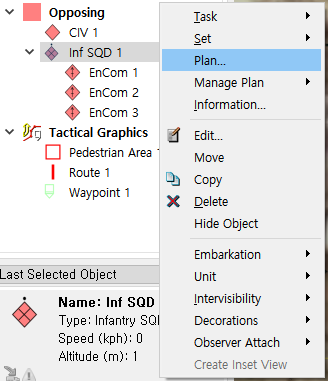 Opposing
CIV 1
Inf SQD 1
EnCom 1
EnCom 2
EnCom 3
Tactical Graphics
Pedestrian Area 1
Route 1
Waypoint 1
Last Selected Object
Name: Inf SQD
Type: Infantry SQI
Speed (kph): 0
Altitude (m): 1
Task
Set
Plan...
Manage Plan
Information...
Edit...
Move
Copy
Delete
Hide Object
Embarkation
Unit
Intervisibility
Decorations
Observer Attach
Create Inset View